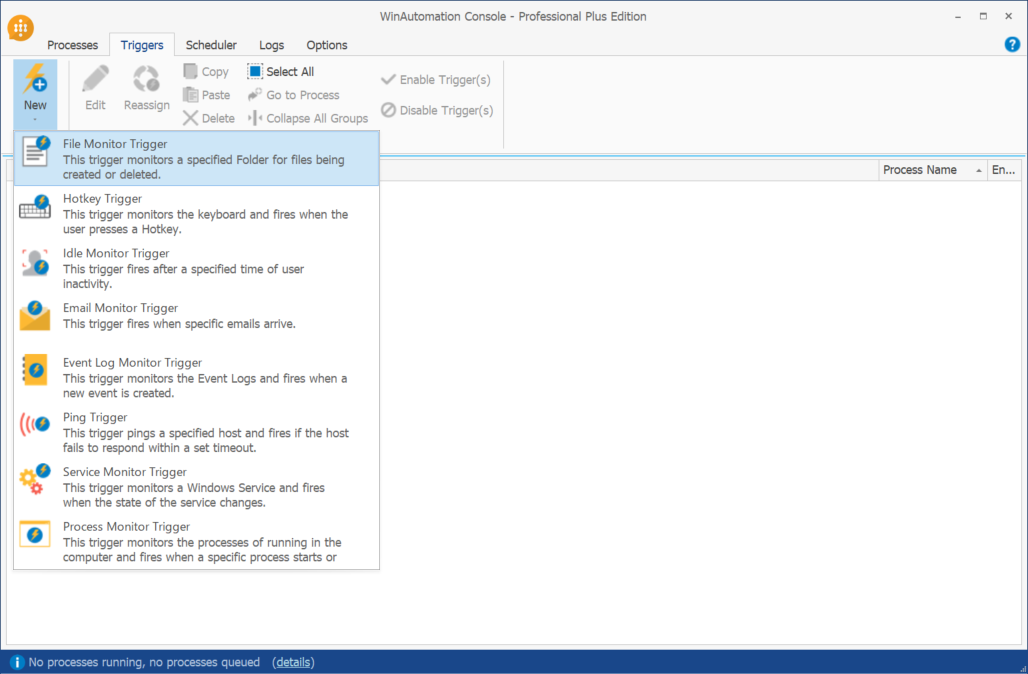 WinAutomation Console - Professional Plus Edition
Processes Triggers Scheduler Logs Options
New
Edit
Reassign
Copy
Paste
Delete
Select All
Go to Process
Collapse All Groups
Enable Trigger(s)
Disable Trigger(s)
Process Name En...
File Monitor Trigger
This trigger monitors a specified Folder for files being
created or deleted.
Hotkey Trigger
This trigger monitors the keyboard and fires when the
user presses a Hotkey.
Idle Monitor Trigger
This trigger fires after a specified time of user
inactivity.
Email Monitor Trigger
This trigger fires when specific emails arrive.
Event Log Monitor Trigger
This trigger monitors the Event Logs and fires when a
new event is created.
Ping Trigger
This trigger pings a specified host and fires if the host
fails to respond within a set timeout.
Service Monitor Trigger
This trigger monitors a Windows Service and fires
when the state of the service changes.
Process Monitor Trigger
This trigger monitors the processes of running in the
computer and fires when a specific process starts or
No processes running, no processes queued (details)